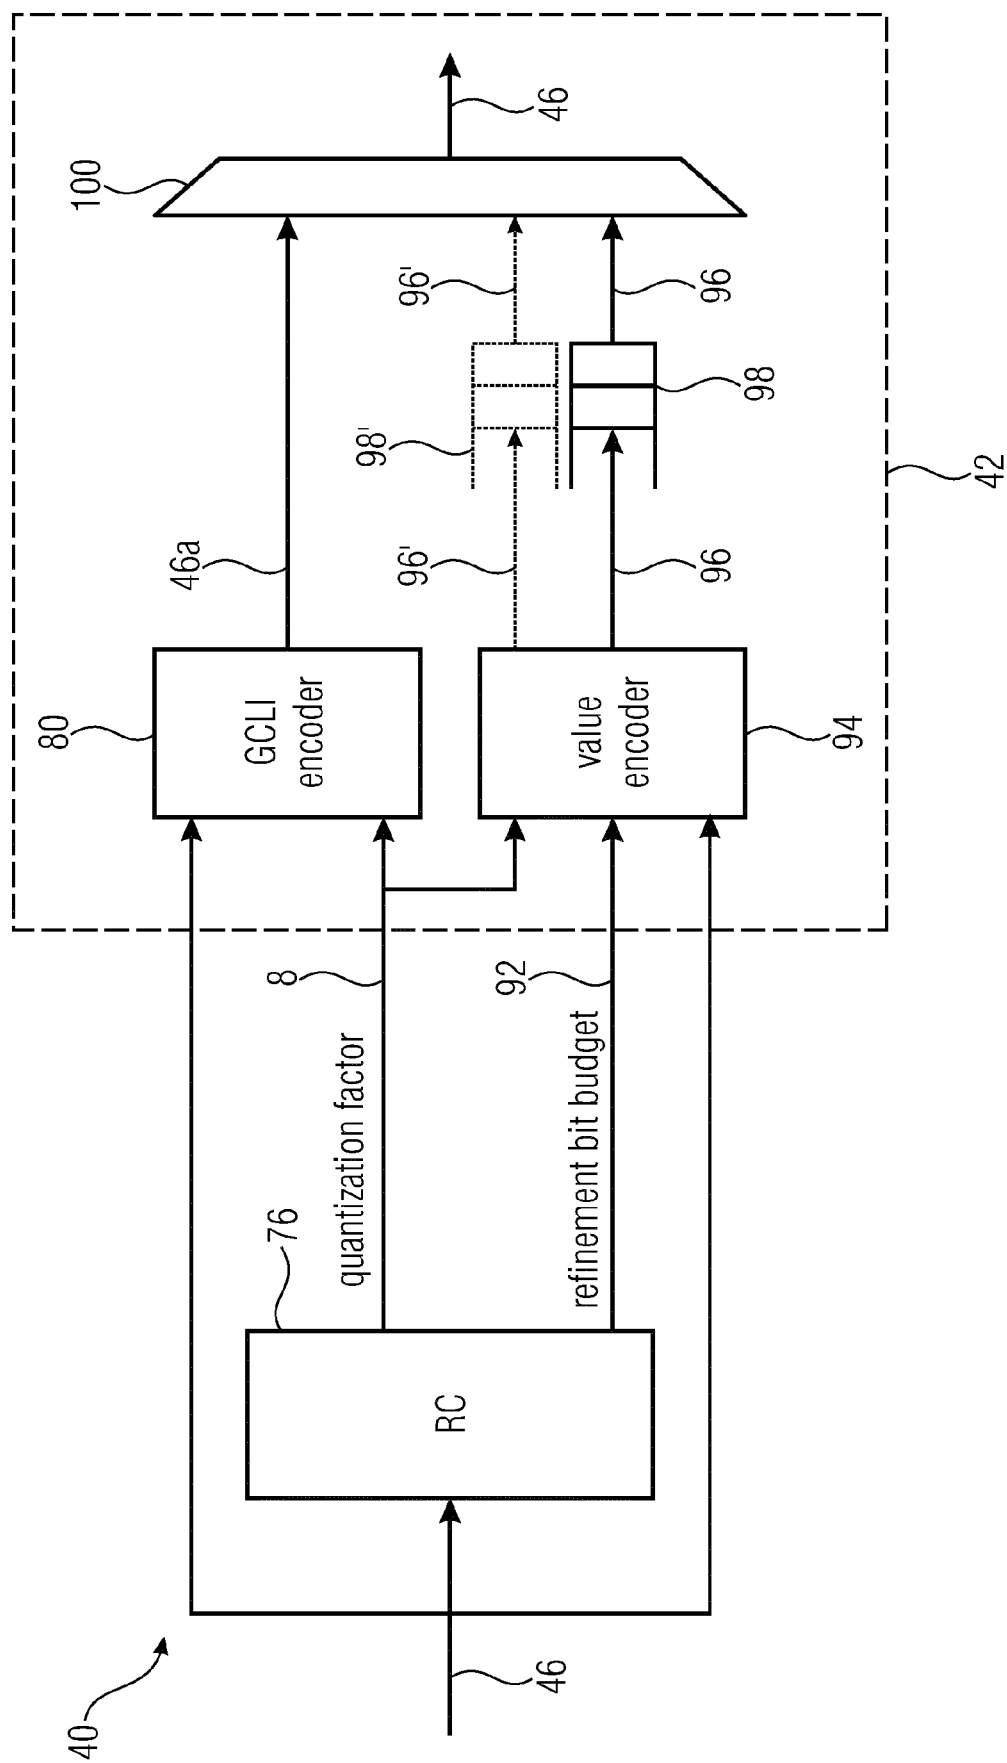 40
46
RC
76
quantization factor
8
refinement bit budget
92
80
GCLI
encoder
value
encoder
94
46a
96'
96
98'
98
96'
96
100
46
42